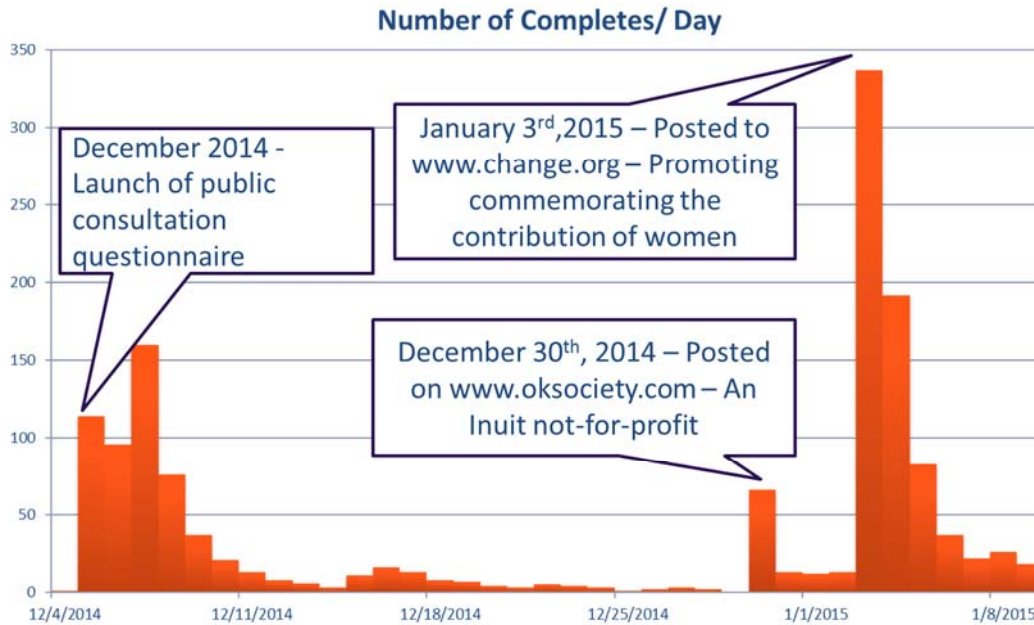 Number of Completes/ Day
350
300
250
200
150
100
50
0
December 2014 -
Launch of public
consultation
questionnaire
January 3rd,2015 – Posted to
www.change.org – Promoting
commemorating the
contribution of women
December 30th, 2014 – Posted
on www.oksociety.com – An
Inuit not-for-profit
12/4/2014 12/11/2014 12/18/2014 12/25/2014 1/1/2015 1/8/2015